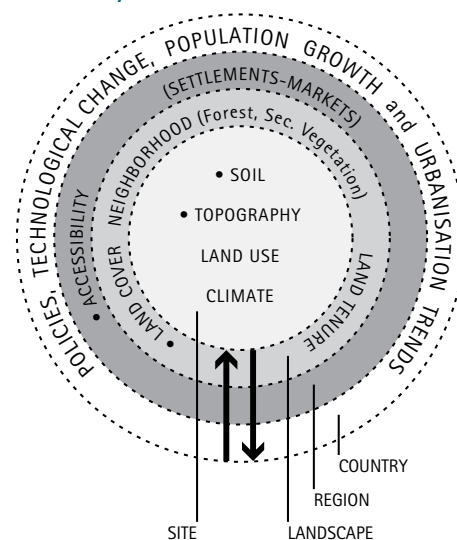 POLICIES, TECHNOLOGICAL CHANGE, POPULATION GROWTH and URBANISATION TRENDS
• ACCESSIBILITY
(SETTLEMENTS-MARKETS)
• LAND COVER
NEIGHBORHOOD (Forest, Sec. Vegetation)
LAND TENURE
• SOIL
• TOPOGRAPHY
LAND USE
CLIMATE
COUNTRY
REGION
SITE
LANDSCAPE